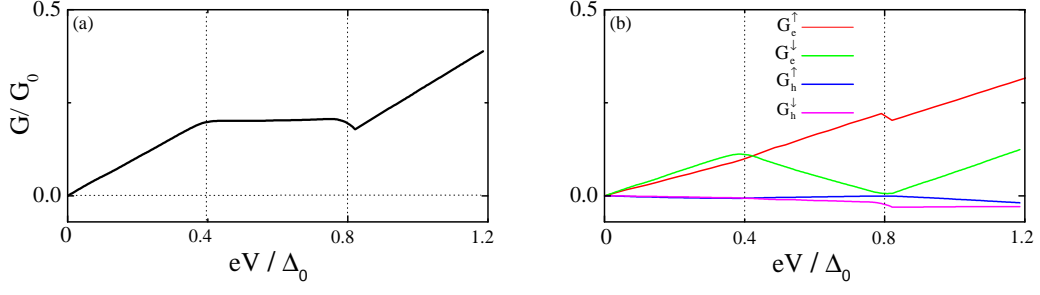 (a)
0.5
G/ G₀
0.0
0
0.4
0.8
1.2
eV / Δ₀
(b)
0.5
G_e^↑
G_e^↓
G_h^↑
G_h^↓
0.0
0
0.4
0.8
1.2
eV / Δ₀